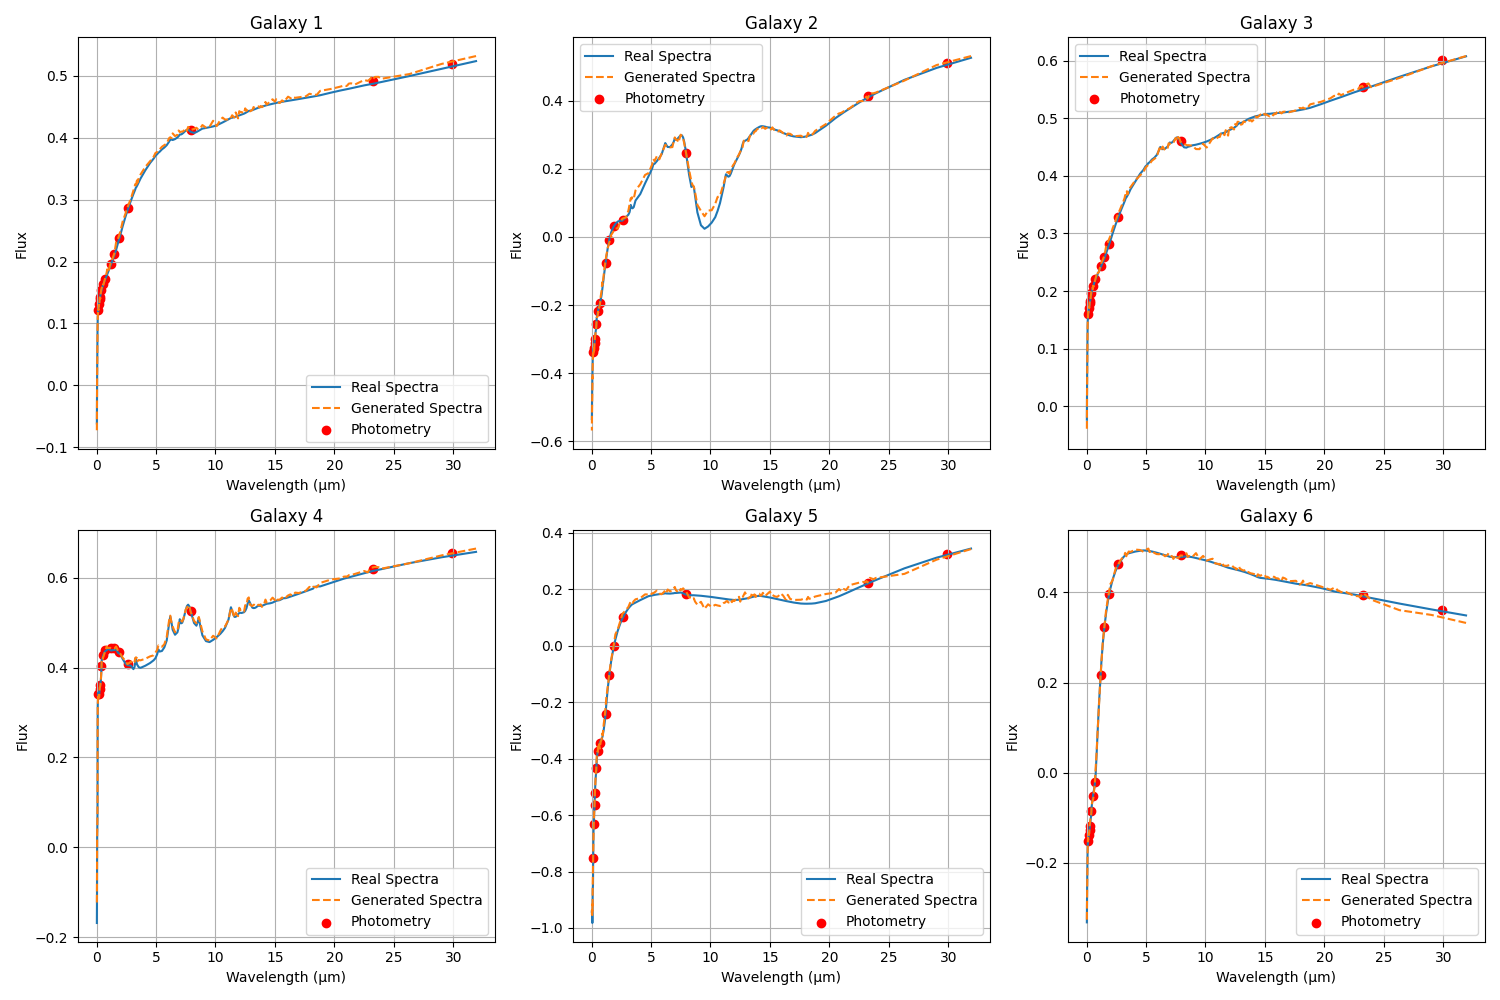 Galaxy 1
0.5
0.4
0.3
0.2
0.1
0.0
−0.1
Flux
0 5 10 15 20 25 30
Wavelength (μm)
Real Spectra
Generated Spectra
Photometry
Galaxy 2
0.4
0.2
0.0
−0.2
−0.4
−0.6
Flux
0 5 10 15 20 25 30
Wavelength (μm)
Real Spectra
Generated Spectra
Photometry
Galaxy 3
0.6
0.5
0.4
0.3
0.2
0.1
0.0
Flux
0 5 10 15 20 25 30
Wavelength (μm)
Real Spectra
Generated Spectra
Photometry
Galaxy 4
0.6
0.4
0.2
0.0
−0.2
Flux
0 5 10 15 20 25 30
Wavelength (μm)
Real Spectra
Generated Spectra
Photometry
Galaxy 5
0.4
0.2
0.0
−0.2
−0.4
−0.6
−0.8
−1.0
Flux
0 5 10 15 20 25 30
Wavelength (μm)
Real Spectra
Generated Spectra
Photometry
Galaxy 6
0.4
0.2
0.0
−0.2
Flux
0 5 10 15 20 25 30
Wavelength (μm)
Real Spectra
Generated Spectra
Photometry